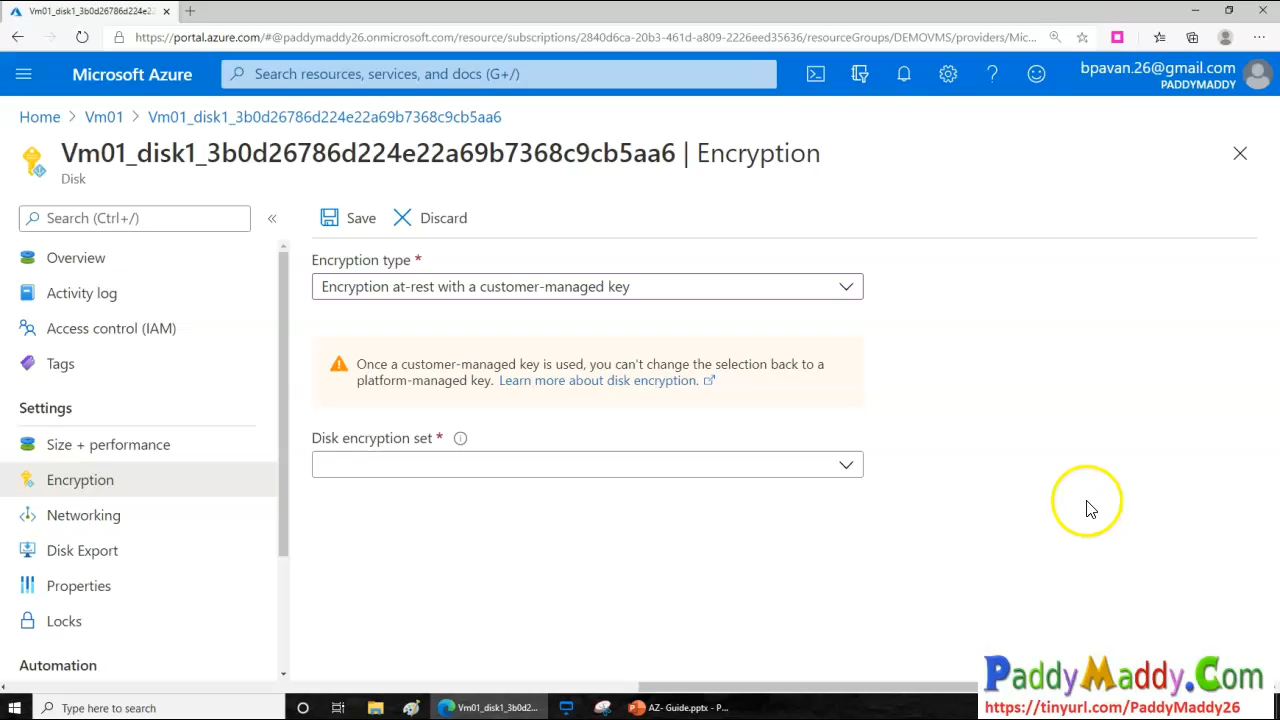 Vm01_disk1_3b0d26786d224e22
https://portal.azure.com/#@paddymaddy26.onmicrosoft.com/resource/subscriptions/2840d6ca-20b3-461d-a809-2226eed35636/resourceGroups/DEMOVMS/providers/Mic...
Microsoft Azure
Search resources, services, and docs (G+/)
bpavan.26@gmail.com
PADDYMADDY
Home > Vm01 > Vm01_disk1_3b0d26786d224e22a69b7368c9cb5aa6
Vm01_disk1_3b0d26786d224e22a69b7368c9cb5aa6 | Encryption
Disk
Search (Ctrl+/)
«
Overview
Activity log
Access control (IAM)
Tags
Settings
Size + performance
Encryption
Networking
Disk Export
Properties
Locks
Automation
Save
Discard
Encryption type *
Encryption at-rest with a customer-managed key
Once a customer-managed key is used, you can't change the selection back to a
platform-managed key. Learn more about disk encryption.
Disk encryption set *
PaddyMaddy.Com
https://tinyurl.com/PaddyMaddy26
Type here to search
Vm01_disk1_3b0d2...
AZ- Guide.pptx - P...